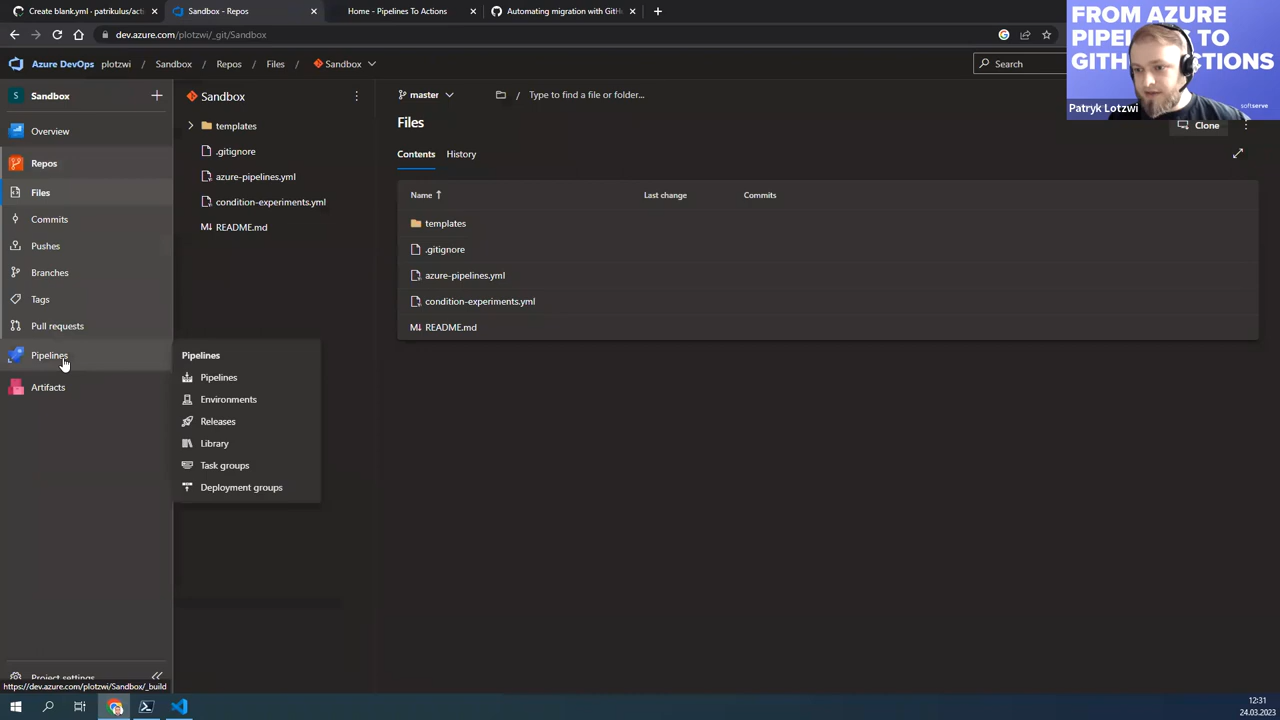 Create blank.yml · patrikulus/acti
Sandbox - Repos
Home - Pipelines To Actions
Automating migration with GitHu
dev.azure.com/plotzwi/_git/Sandbox
Azure DevOps
plotzwi / Sandbox / Repos / Files / Sandbox
Search
FROM AZURE
PIPEL TO
GITH CTIONS
Patryk Lotzwi
softserve
Sandbox
Overview
Repos
Files
Commits
Pushes
Branches
Tags
Pull requests
Pipelines
Artifacts
Project settings
https://dev.azure.com/plotzwi/Sandbox/_build
Sandbox
templates
.gitignore
azure-pipelines.yml
condition-experiments.yml
README.md
Pipelines
Pipelines
Environments
Releases
Library
Task groups
Deployment groups
master
/ Type to find a file or folder...
Files
Clone
Contents
History
Name ↑
Last change
Commits
templates
.gitignore
azure-pipelines.yml
condition-experiments.yml
README.md
12:31
24.03.2023